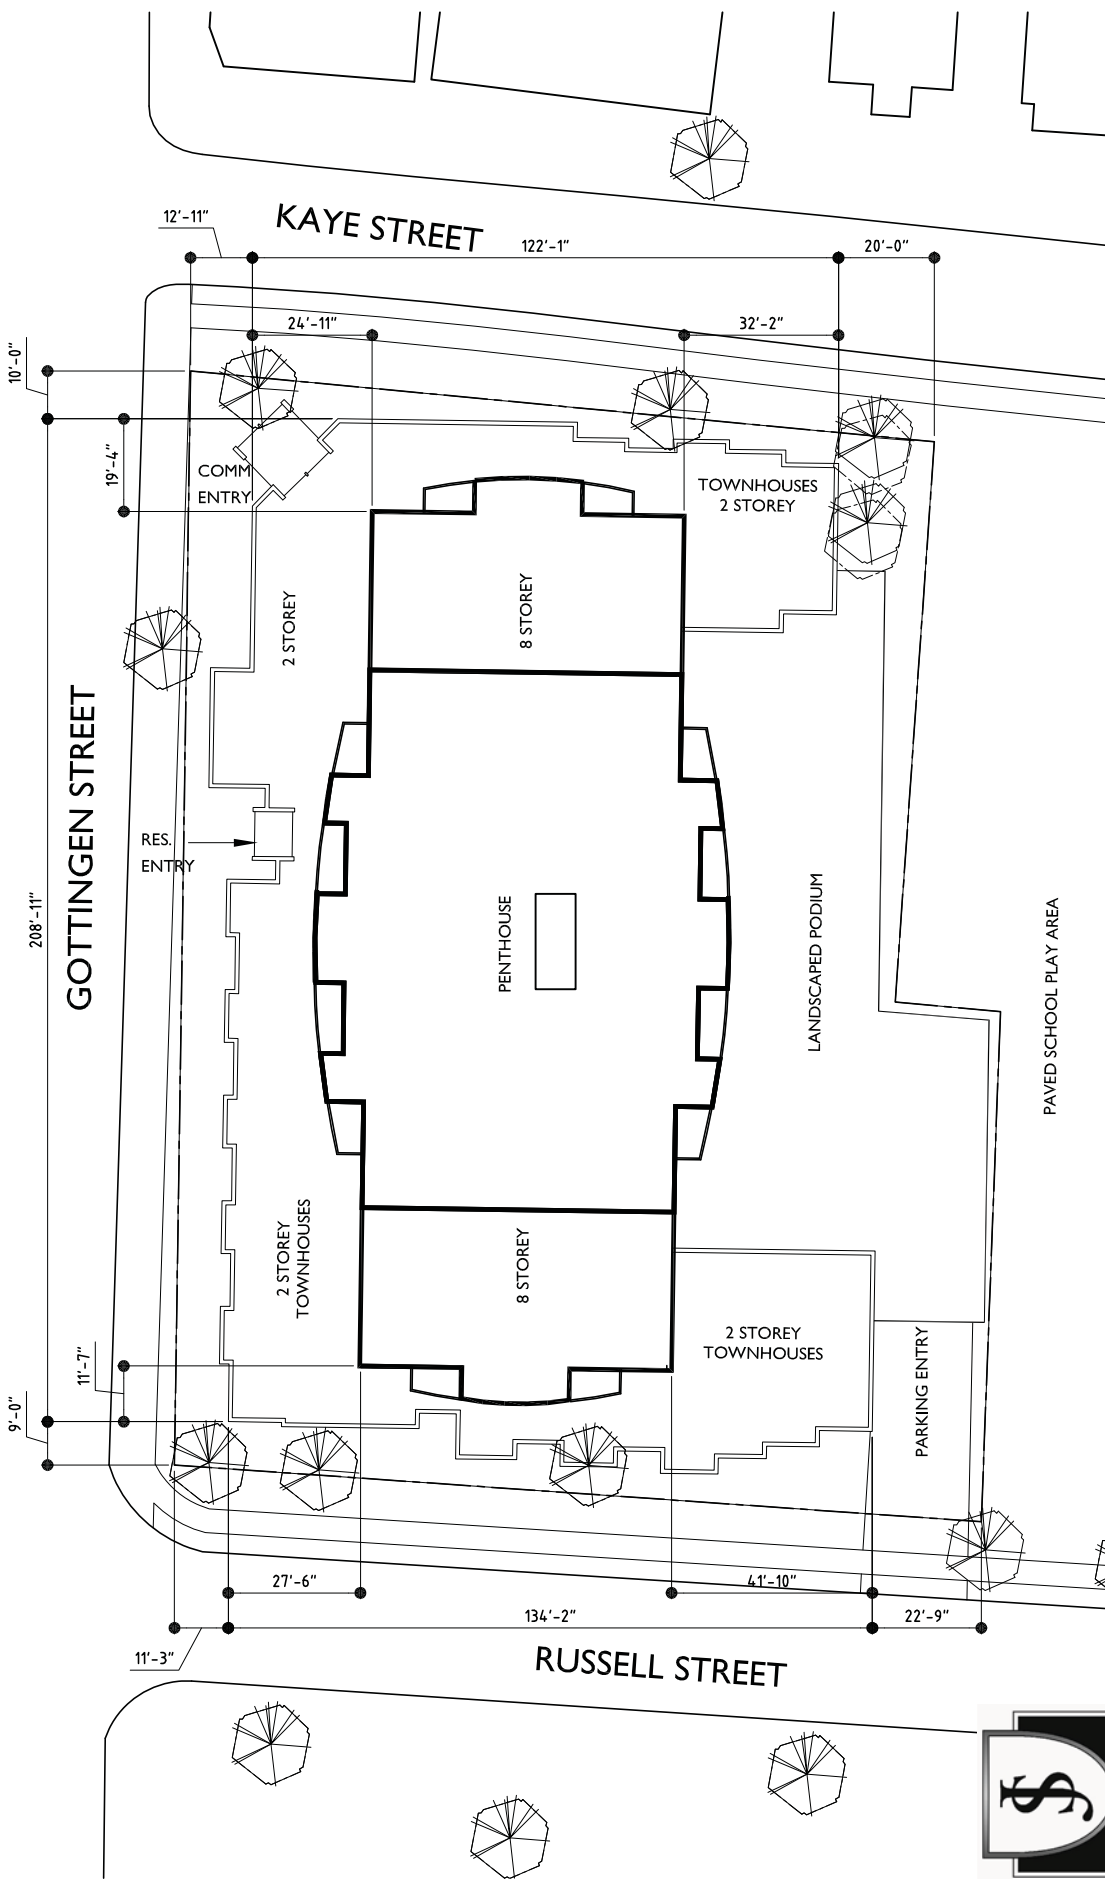 12'-11"
KAYE STREET
122'-1"
20'-0"
24'-11"
32'-2"
10'-0"
19'-4"
COMM
ENTRY
TOWNHOUSES
2 STOREY
2 STOREY
8 STOREY
GOTTINGEN STREET
RES.
ENTRY
208'-11"
PENTHOUSE
LANDSCAPED PODIUM
PAVED SCHOOL PLAY AREA
2 STOREY
TOWNHOUSES
8 STOREY
2 STOREY
TOWNHOUSES
PARKING ENTRY
11'-7"
9'-0"
27'-6"
41'-10"
134'-2"
22'-9"
11'-3"
RUSSELL STREET